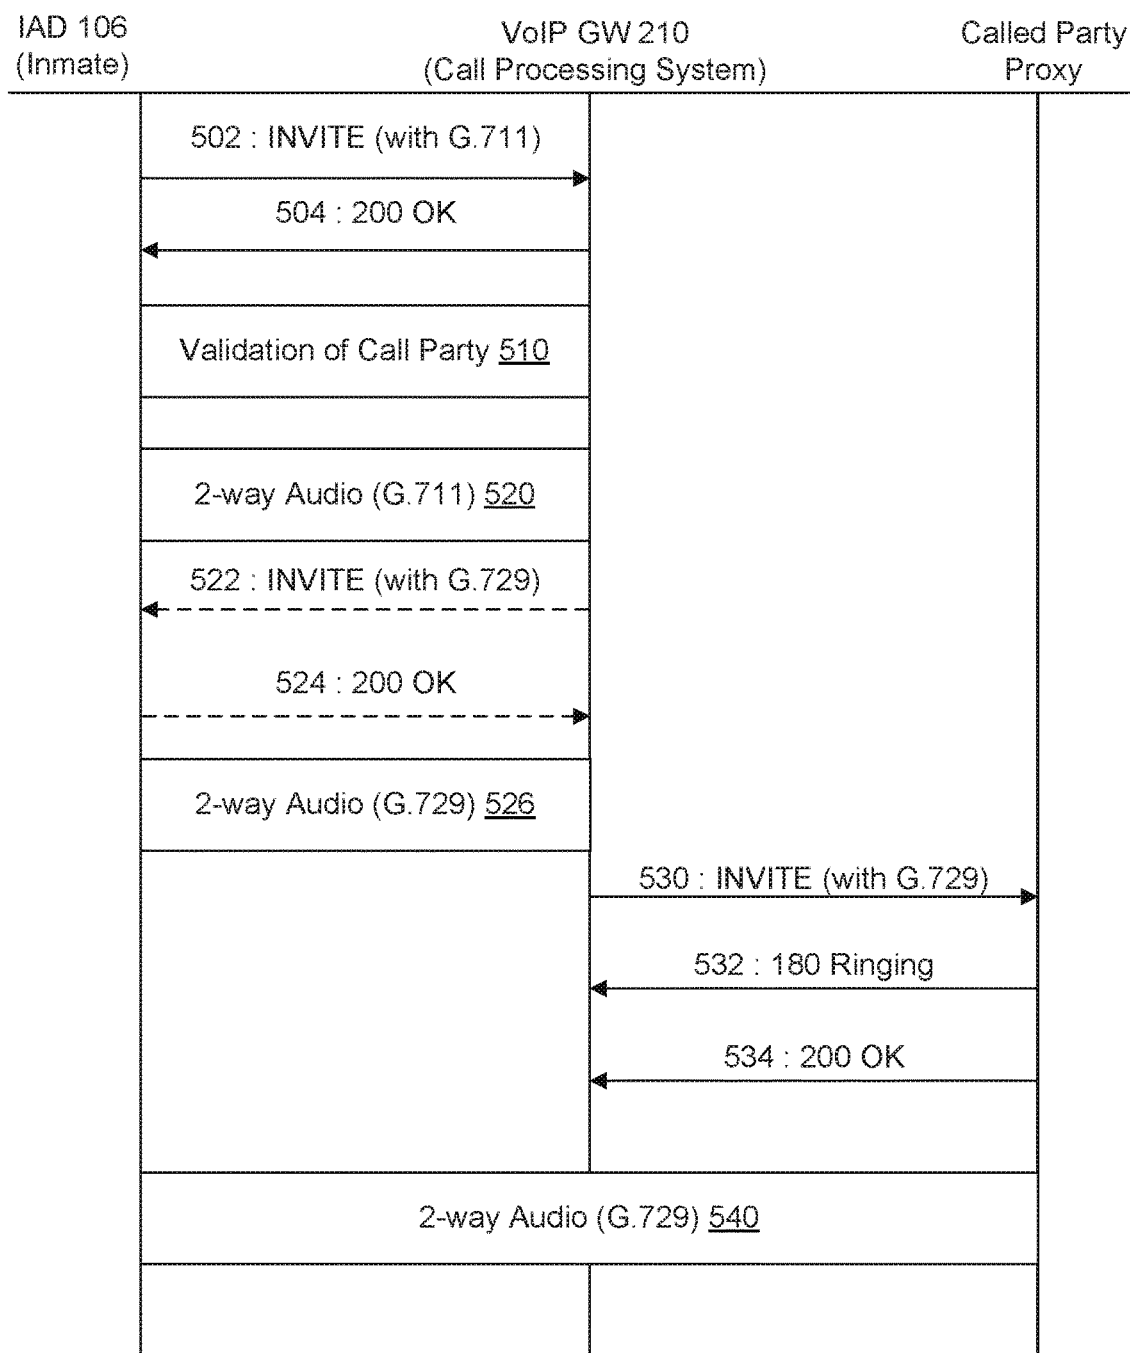 IAD 106
(Inmate)
VoIP GW 210
(Call Processing System)
Called Party
Proxy
502 : INVITE (with G.711)
504 : 200 OK
Validation of Call Party 510
2-way Audio (G.711) 520
522 : INVITE (with G.729)
524 : 200 OK
2-way Audio (G.729) 526
530 : INVITE (with G.729)
532 : 180 Ringing
534 : 200 OK
2-way Audio (G.729) 540